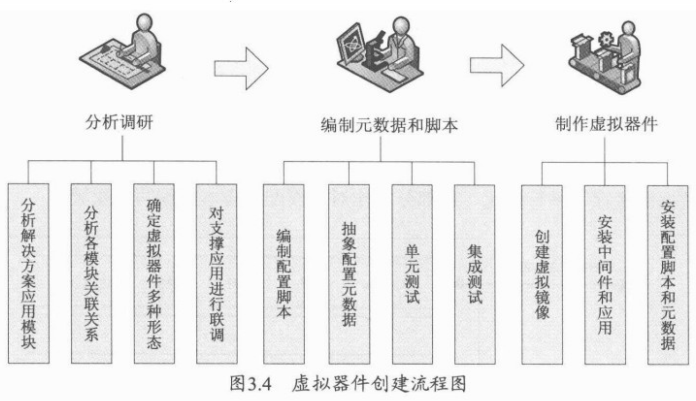 分析调研
编制元数据和脚本
制作虚拟器件
分析解决方案应用模块
分析各模块关联关系
确定虚拟器件多种形态
对支撑应用进行联调
编制配置脚本
抽象配置元数据
单元测试
集成测试
创建虚拟镜像
安装中间件和应用
安装配置脚本和元数据
图3.4 虚拟器件创建流程图